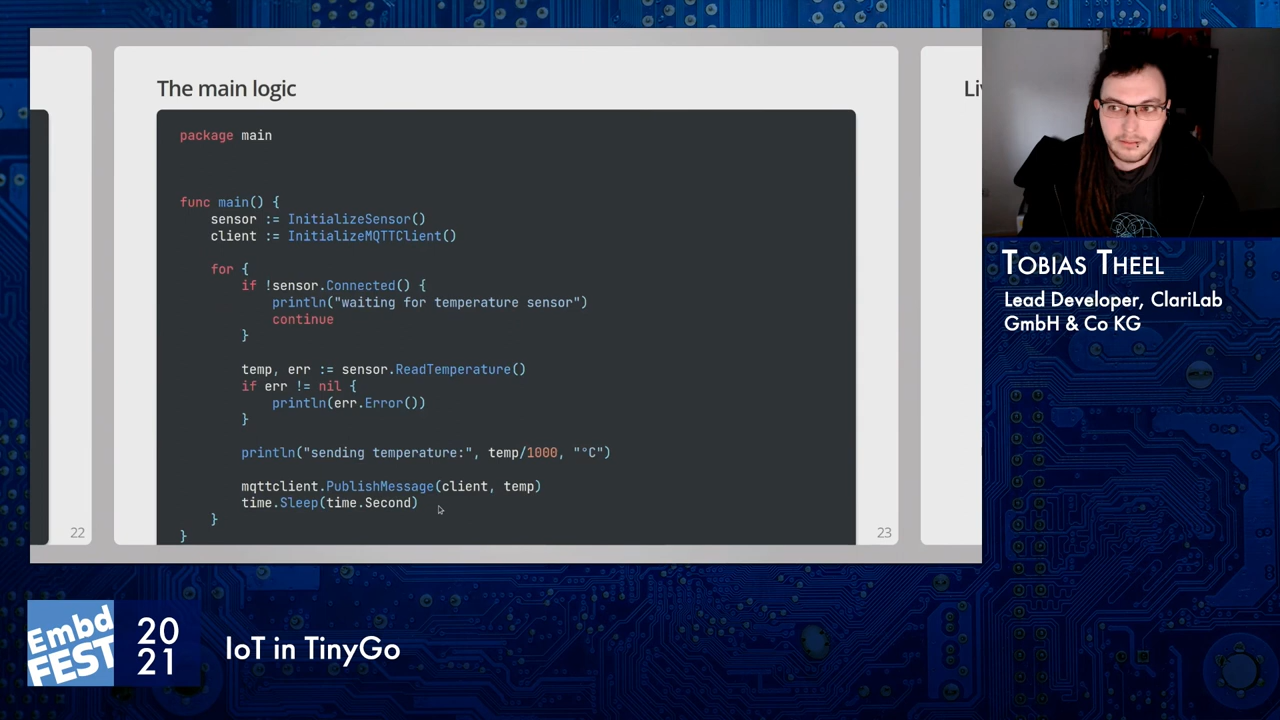 The main logic
package main
func main() {
sensor := InitializeSensor()
client := InitializeMQTTClient()
for {
if !sensor.Connected() {
println("waiting for temperature sensor")
continue
}
temp, err := sensor.ReadTemperature()
if err != nil {
println(err.Error())
}
println("sending temperature:", temp/1000, "°C")
mqttclient.PublishMessage(client, temp)
time.Sleep(time.Second)
}
}
22
23
Li
TOBIAS THEEL
Lead Developer, ClariLab
GmbH & Co KG
Embd
FEST
20
21
IoT in TinyGo